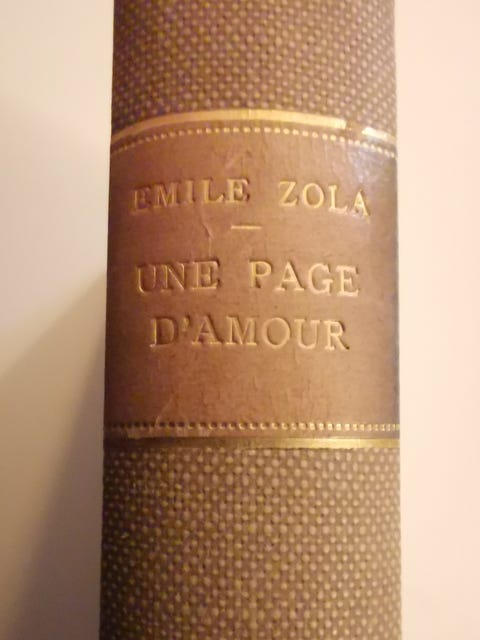 EMILE ZOLA
—
UNE PAGE
D'AMOUR